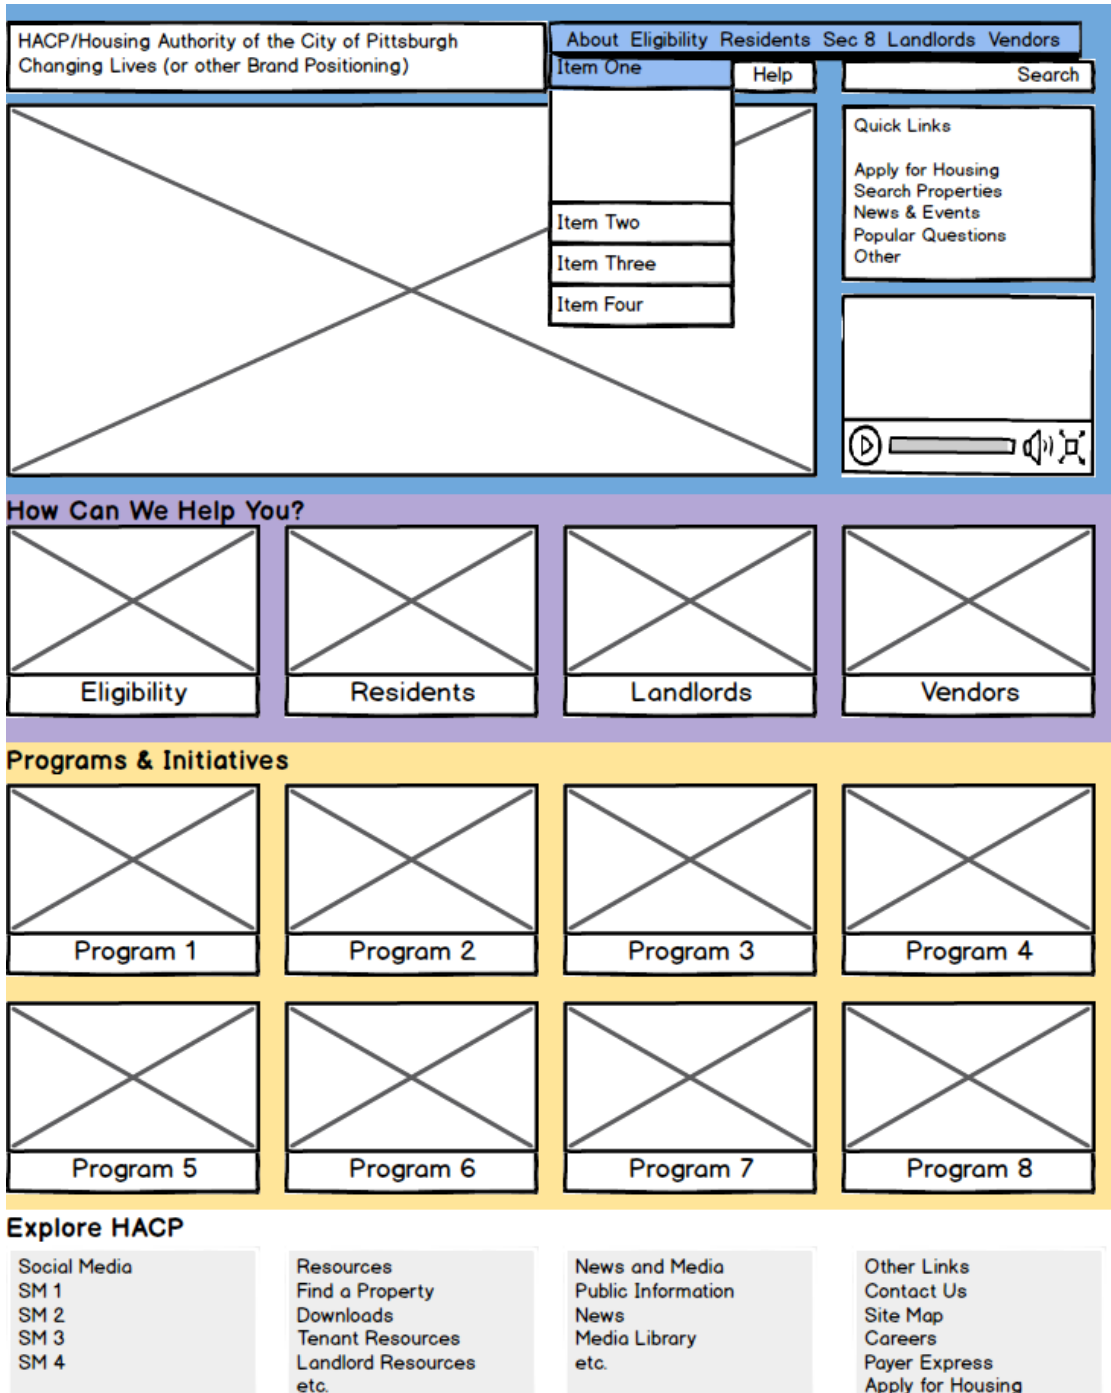 HACP/Housing Authority of the City of Pittsburgh
Changing Lives (or other Brand Positioning)
About Eligibility Residents Sec 8 Landlords Vendors
Item One
Help
Search
Item Two
Item Three
Item Four
Quick Links
Apply for Housing
Search Properties
News & Events
Popular Questions
Other
How Can We Help You?
Eligibility
Residents
Landlords
Vendors
Programs & Initiatives
Program 1
Program 2
Program 3
Program 4
Program 5
Program 6
Program 7
Program 8
Explore HACP
Social Media
SM 1
SM 2
SM 3
SM 4
Resources
Find a Property
Downloads
Tenant Resources
Landlord Resources
etc.
News and Media
Public Information
News
Media Library
etc.
Other Links
Contact Us
Site Map
Careers
Payer Express
Apply for Housing